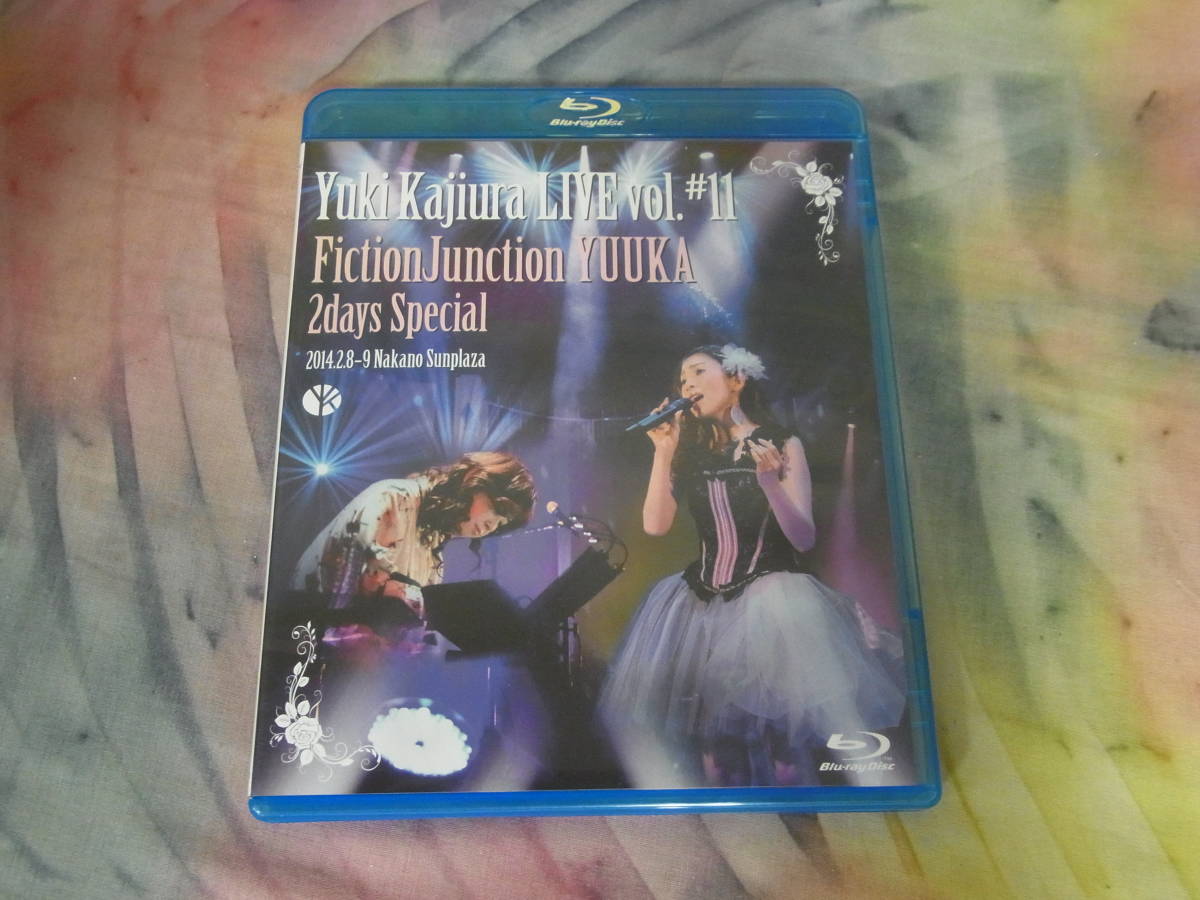 Blu-ray Disc
Yuki Kajiura LIVE vol.#11
FictionJunction YUUKA
2days Special
2014.2.8-9 Nakano Sunplaza
Blu-ray Disc